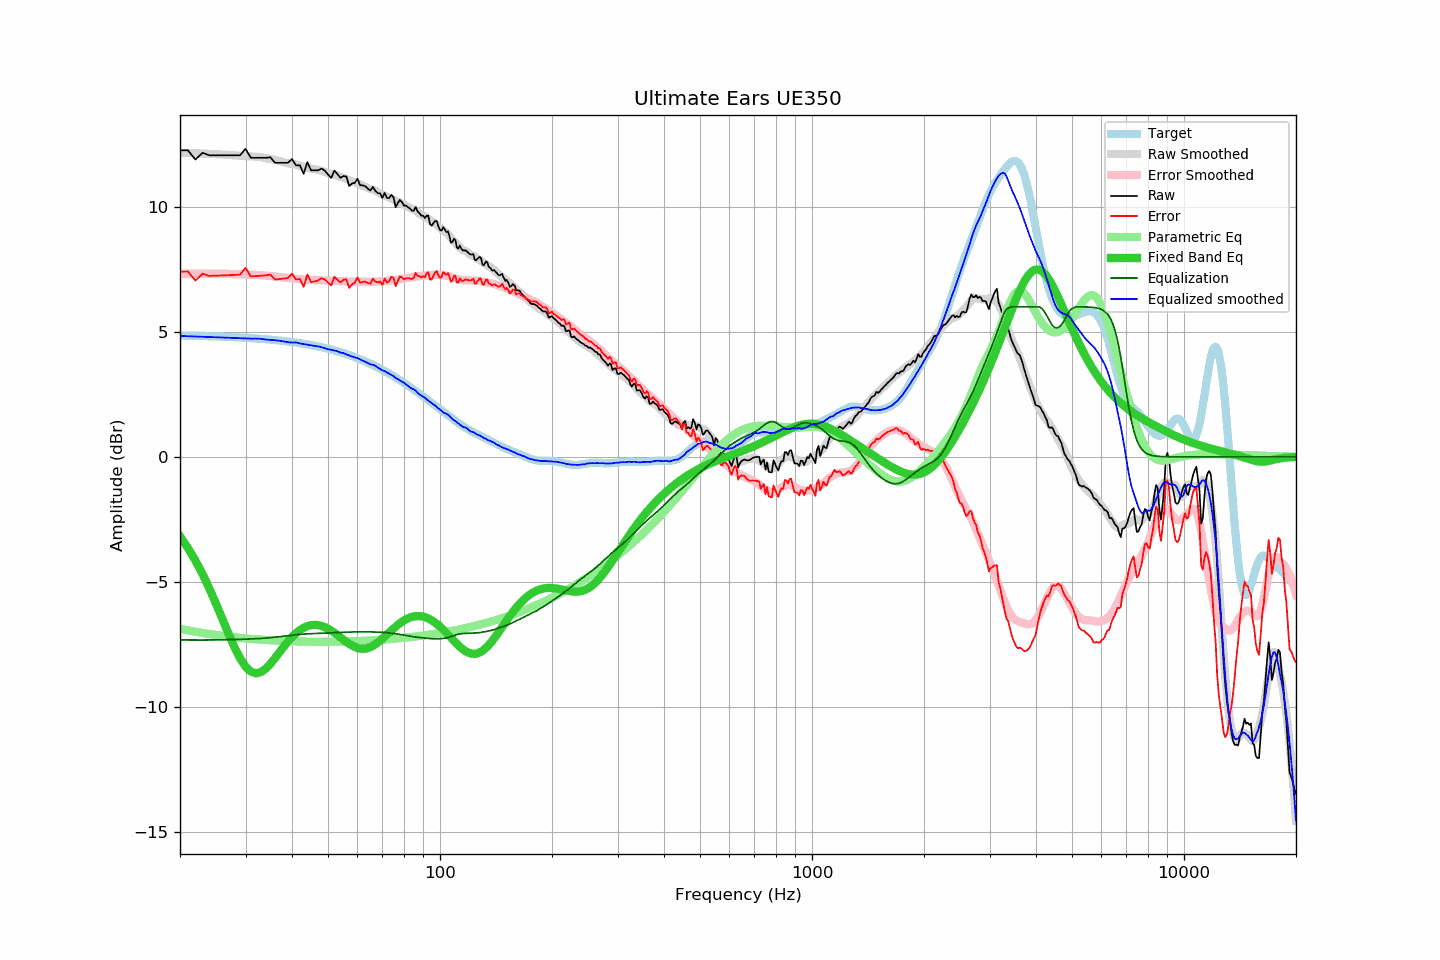 Ultimate Ears UE350
Target
Raw Smoothed
Error Smoothed
Raw
Error
Parametric Eq
Fixed Band Eq
Equalization
Equalized smoothed
10
5
0
−5
−10
−15
Amplitude (dBr)
100
1000
10000
Frequency (Hz)